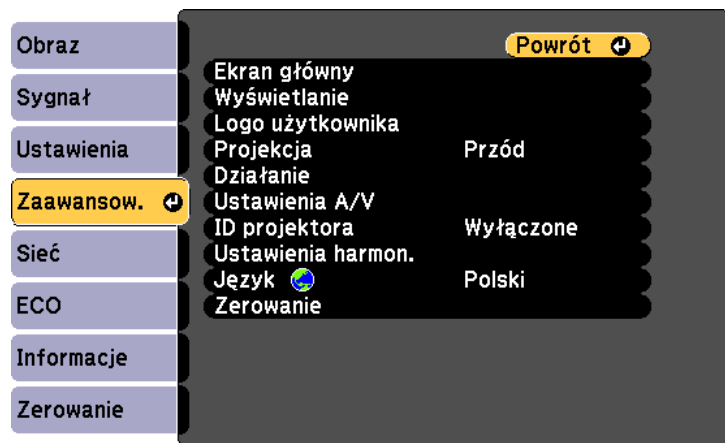 Obraz
Sygnał
Ustawienia
Zaawansow.
Sieć
ECO
Informacje
Zerowanie
Powrót
Ekran główny
Wyświetlanie
Logo użytkownika
Projekcja Przód
Działanie
Ustawienia A/V
ID projektora Wyłączone
Ustawienia harmon.
Język Polski
Zerowanie